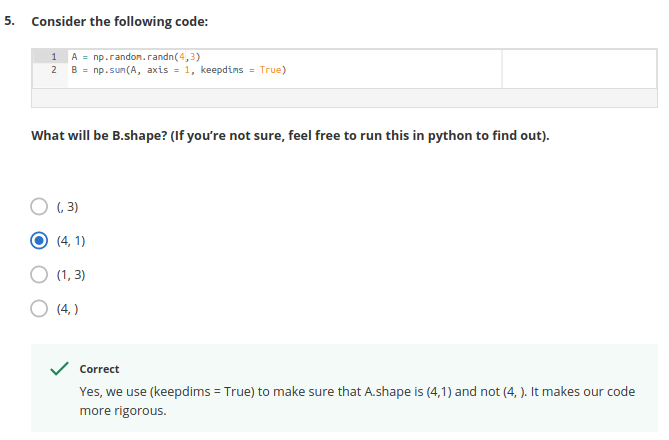 5. Consider the following code:
1 A = np.random.randn(4,3)
2 B = np.sum(A, axis = 1, keepdims = True)
What will be B.shape? (If you’re not sure, feel free to run this in python to find out).
(, 3)
(4, 1)
(1, 3)
(4, )
Correct
Yes, we use (keepdims = True) to make sure that A.shape is (4,1) and not (4, ). It makes our code
more rigorous.